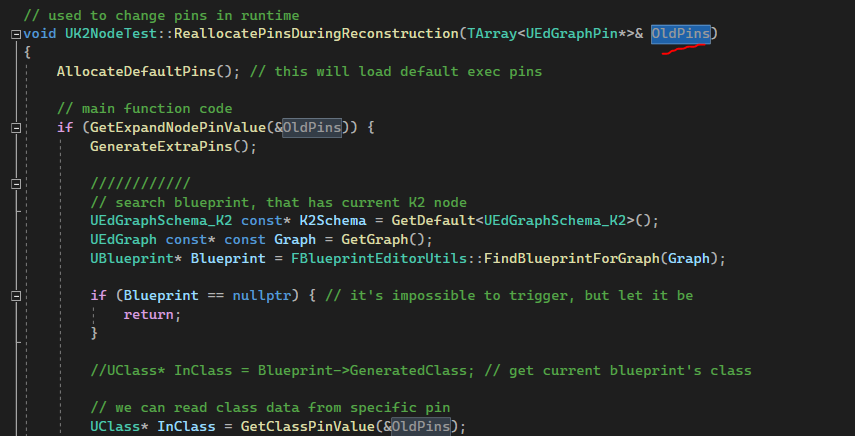 // used to change pins in runtime
void UK2NodeTest::ReallocatePinsDuringReconstruction(TArray<UEdGraphPin*>& OldPins)
{
AllocateDefaultPins(); // this will load default exec pins
// main function code
if (GetExpandNodePinValue(&OldPins)) {
GenerateExtraPins();
////////////
// search blueprint, that has current K2 node
UEdGraphSchema_K2 const* K2Schema = GetDefault<UEdGraphSchema_K2>();
UEdGraph const* const Graph = GetGraph();
UBlueprint* Blueprint = FBlueprintEditorUtils::FindBlueprintForGraph(Graph);
if (Blueprint == nullptr) { // it's impossible to trigger, but let it be
return;
}
//UClass* InClass = Blueprint->GeneratedClass; // get current blueprint's class
// we can read class data from specific pin
UClass* InClass = GetClassPinValue(&OldPins);